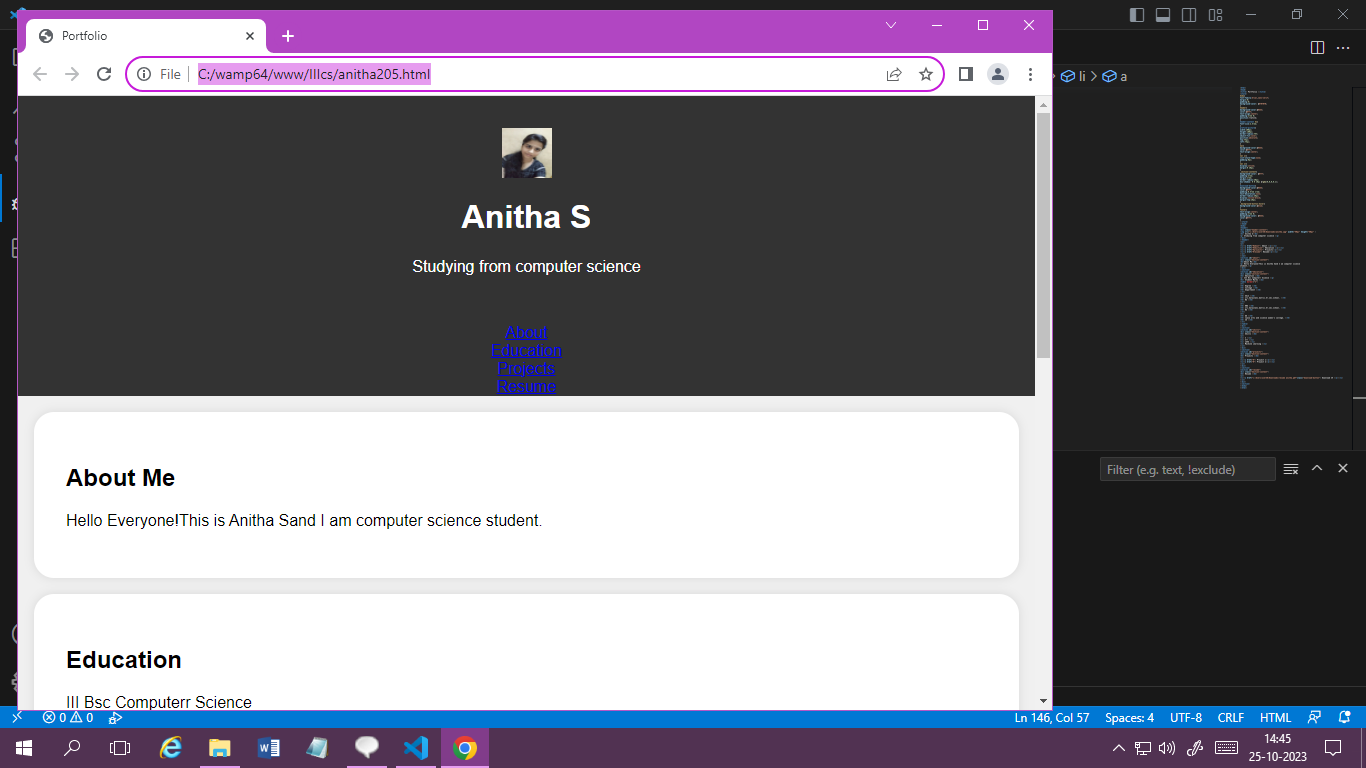 Portfolio
File
C:/wamp64/www/IIIcs/anitha205.html
li
a
Anitha S
Studying from computer science
About
Education
Projects
Resume
About Me
Hello Everyone!This is Anitha Sand I am computer science student.
Education
III Bsc Computerr Science
Filter (e.g. text, !exclude)
0 0
Ln 146, Col 57
Spaces: 4
UTF-8
CRLF
HTML
14:45
25-10-2023